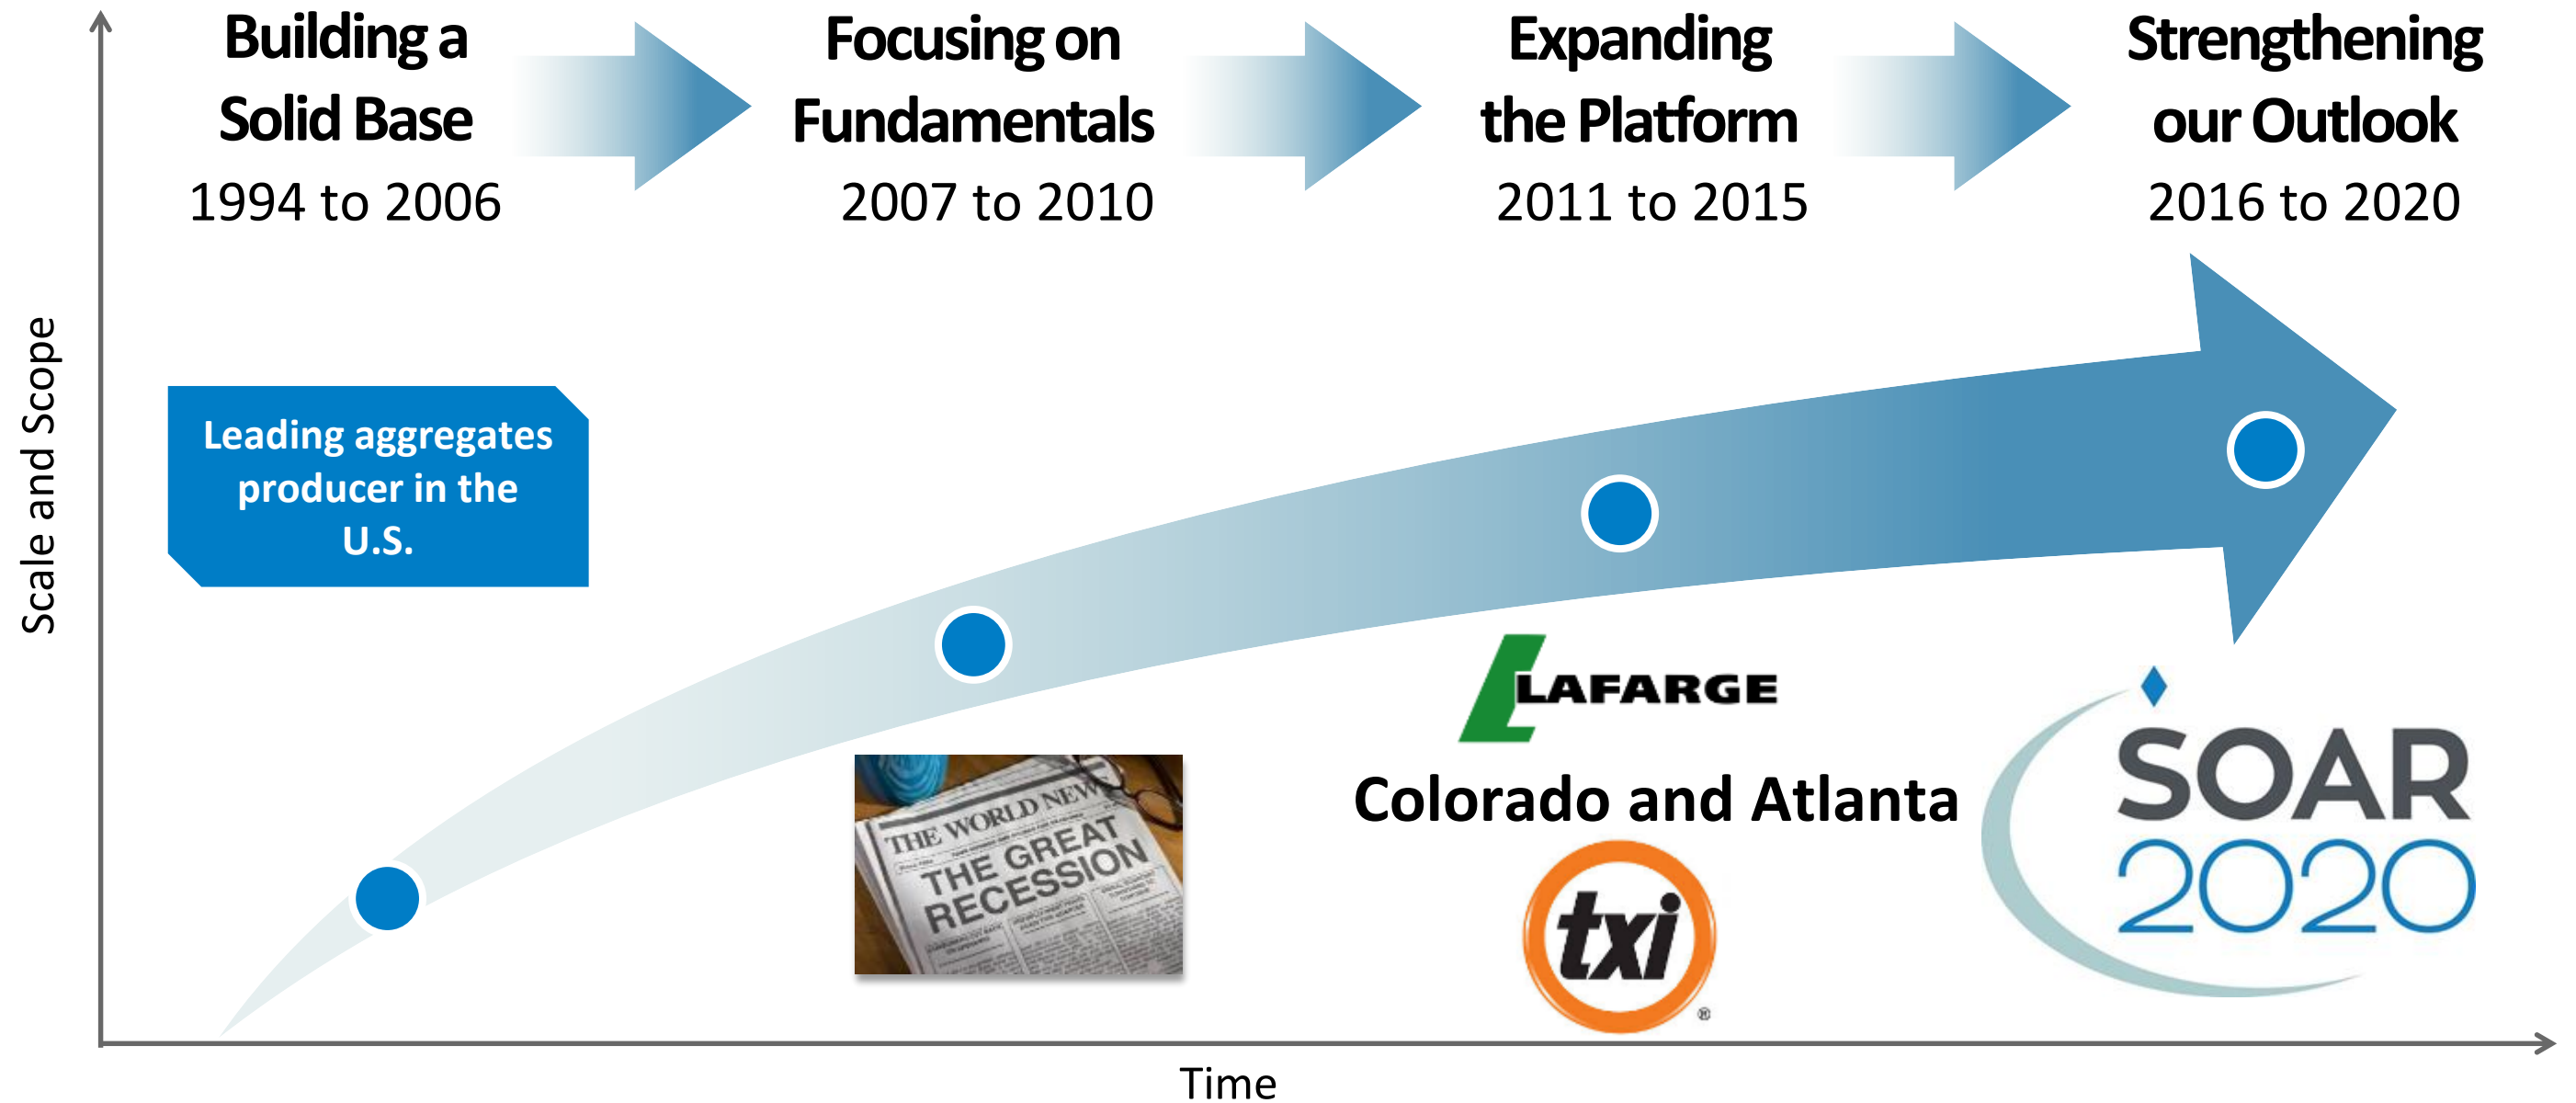 Building a
Solid Base
1994 to 2006
Focusing on
Fundamentals
2007 to 2010
Expanding
the Platform
2011 to 2015
Strengthening
our Outlook
2016 to 2020
Scale and Scope
Leading aggregates
producer in the
U.S.
THE WORLD NEWS
THE GREAT
RECESSION
LAFARGE
Colorado and Atlanta
txi
®
SOAR
2020
Time